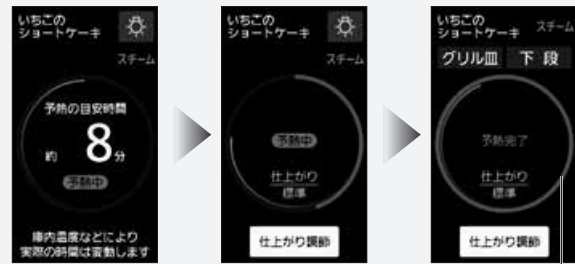 いちごの
ショートケーキ
スチーム
予熱の目安時間
約 8分
予熱中
庫内温度などにより
実際の時間は変動します
いちごの
ショートケーキ
スチーム
予熱中
仕上がり
標準
仕上がり調節
いちごの
ショートケーキ
スチーム
グリル皿 下段
予熱完了
仕上がり
標準
仕上がり調節